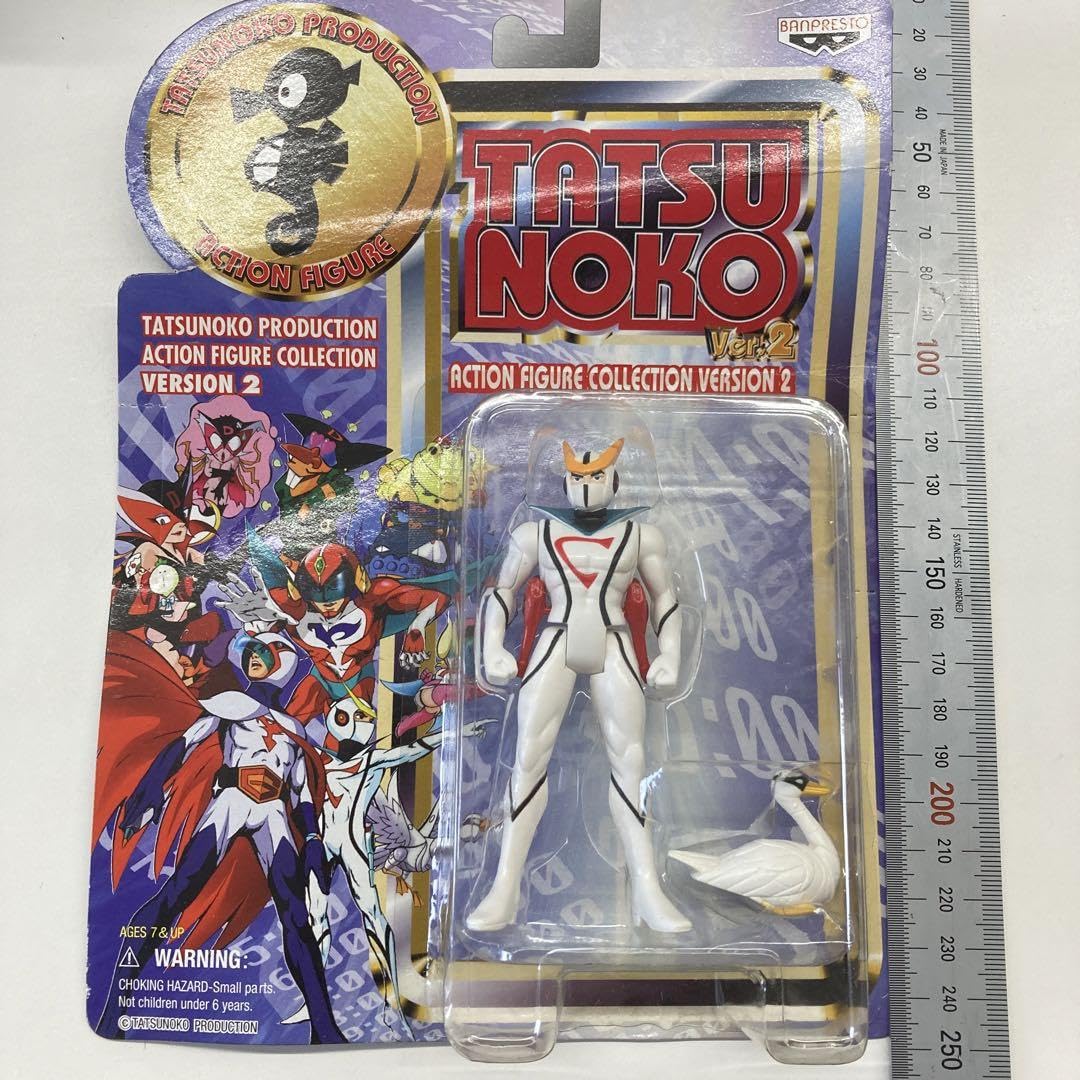 TATSUNOKO PRODUCTION
ACTION FIGURE
BANPRESTO
TATSU
NOKO
Ver.2
ACTION FIGURE COLLECTION VERSION 2
TATSUNOKO PRODUCTION
ACTION FIGURE COLLECTION
VERSION 2
AGES 7 & UP
⚠ WARNING:
CHOKING HAZARD-Small parts.
Not children under 6 years.
©TATSUNOKO PRODUCTION
20
30
40
MADE IN JAPAN
50
60
70
80
90
100
110
120
130
140
STAINLESS HARDENED
150
160
170
180
190
200
210
220
230
240
250